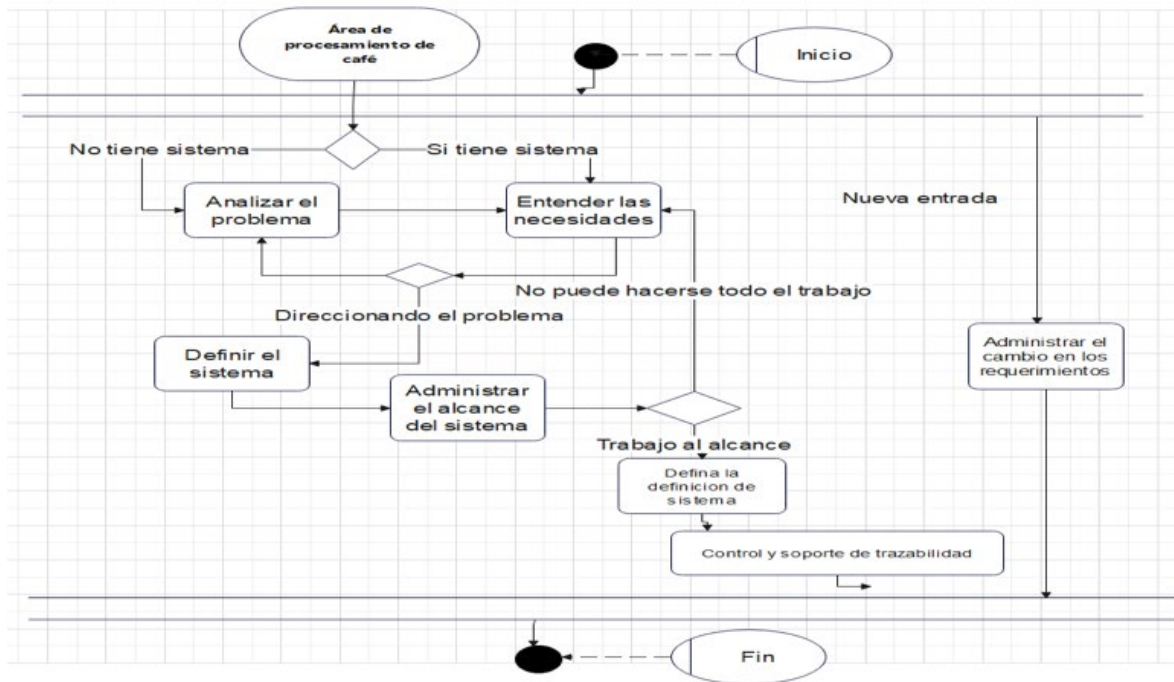 Área de
procesamiento de
café
Inicio
No tiene sistema
Si tiene sistema
Analizar el
problema
Entender las
necesidades
Nueva entrada
No puede hacerse todo el trabajo
Direccionando el problema
Definir el
sistema
Administrar el
cambio en los
requerimientos
Administrar
el alcance
del sistema
Trabajo al alcance
Defina la
definicion de
sistema
Control y soporte de trazabilidad
Fin